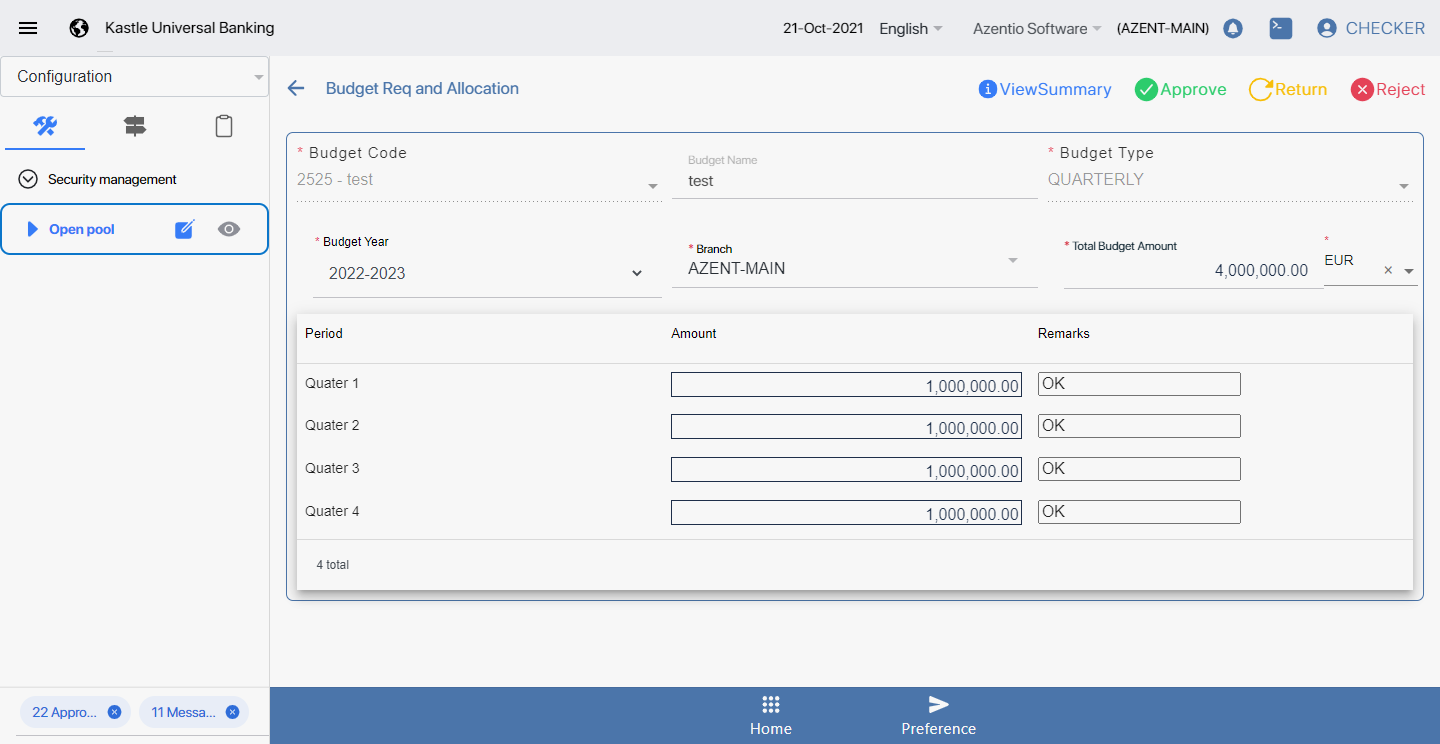 Kastle Universal Banking
21-Oct-2021
English
Azentio Software
(AZENT-MAIN)
CHECKER
Configuration
Security management
Open pool
Budget Req and Allocation
ViewSummary
Approve
Return
Reject
* Budget Code
2525 - test
Budget Name
test
* Budget Type
QUARTERLY
* Budget Year
2022-2023
* Branch
AZENT-MAIN
* Total Budget Amount
4,000,000.00
*
EUR
×
Period Amount Remarks
Quater 1 1,000,000.00 OK
Quater 2 1,000,000.00 OK
Quater 3 1,000,000.00 OK
Quater 4 1,000,000.00 OK
4 total
22 Appro...
11 Messa...
Home
Preference